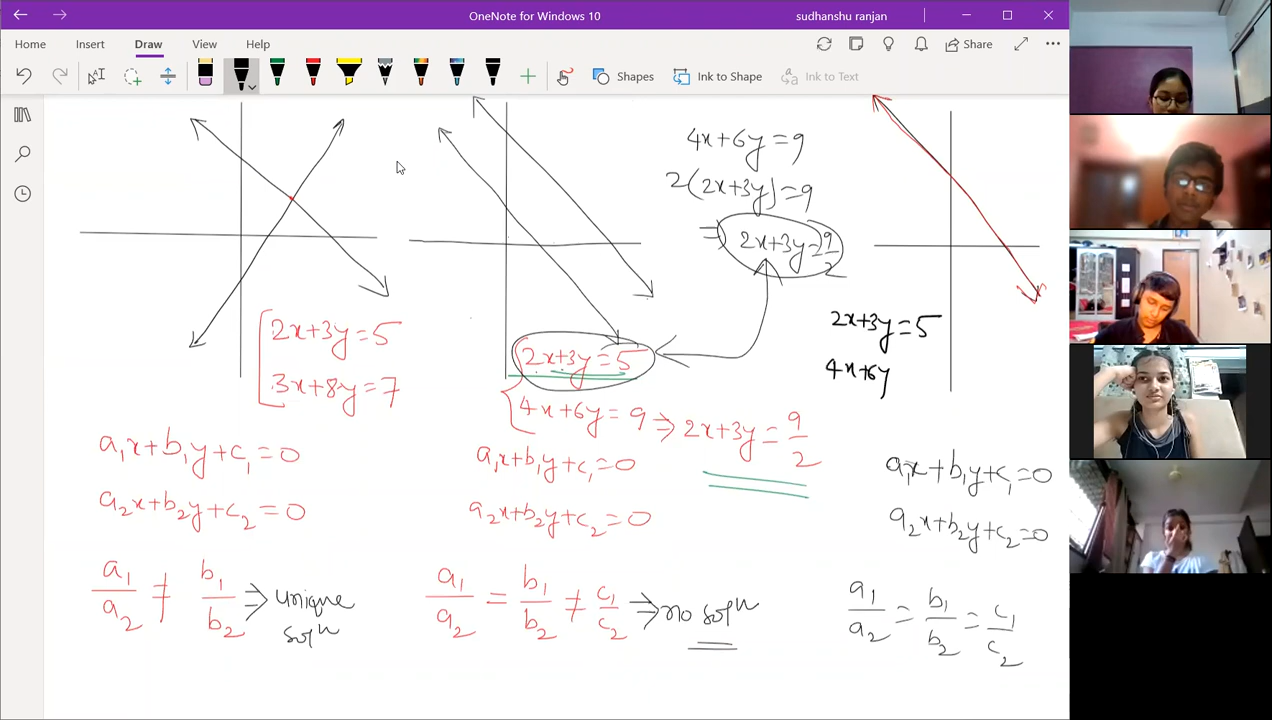 OneNote for Windows 10
sudhanshu ranjan
Home Insert Draw View Help
Share
Shapes
Ink to Shape
Ink to Text
2x+3y=5
3x+8y=7
a₁x+b₁y+c₁=0
a₂x+b₂y+c₂=0
a₁/a₂ ≠ b₁/b₂ ⇒ unique
solⁿ
4x+6y=9
2(2x+3y)=9
⇒ 2x+3y=9/2
2x+3y=5
4x+6y=9 ⇒ 2x+3y=9/2
a₁x+b₁y+c₁=0
a₂x+b₂y+c₂=0
a₁/a₂ = b₁/b₂ ≠ c₁/c₂ ⇒ no solⁿ
2x+3y=5
4x+6y
a₁x+b₁y+c₁=0
a₂x+b₂y+c₂=0
a₁/a₂ = b₁/b₂ = c₁/c₂